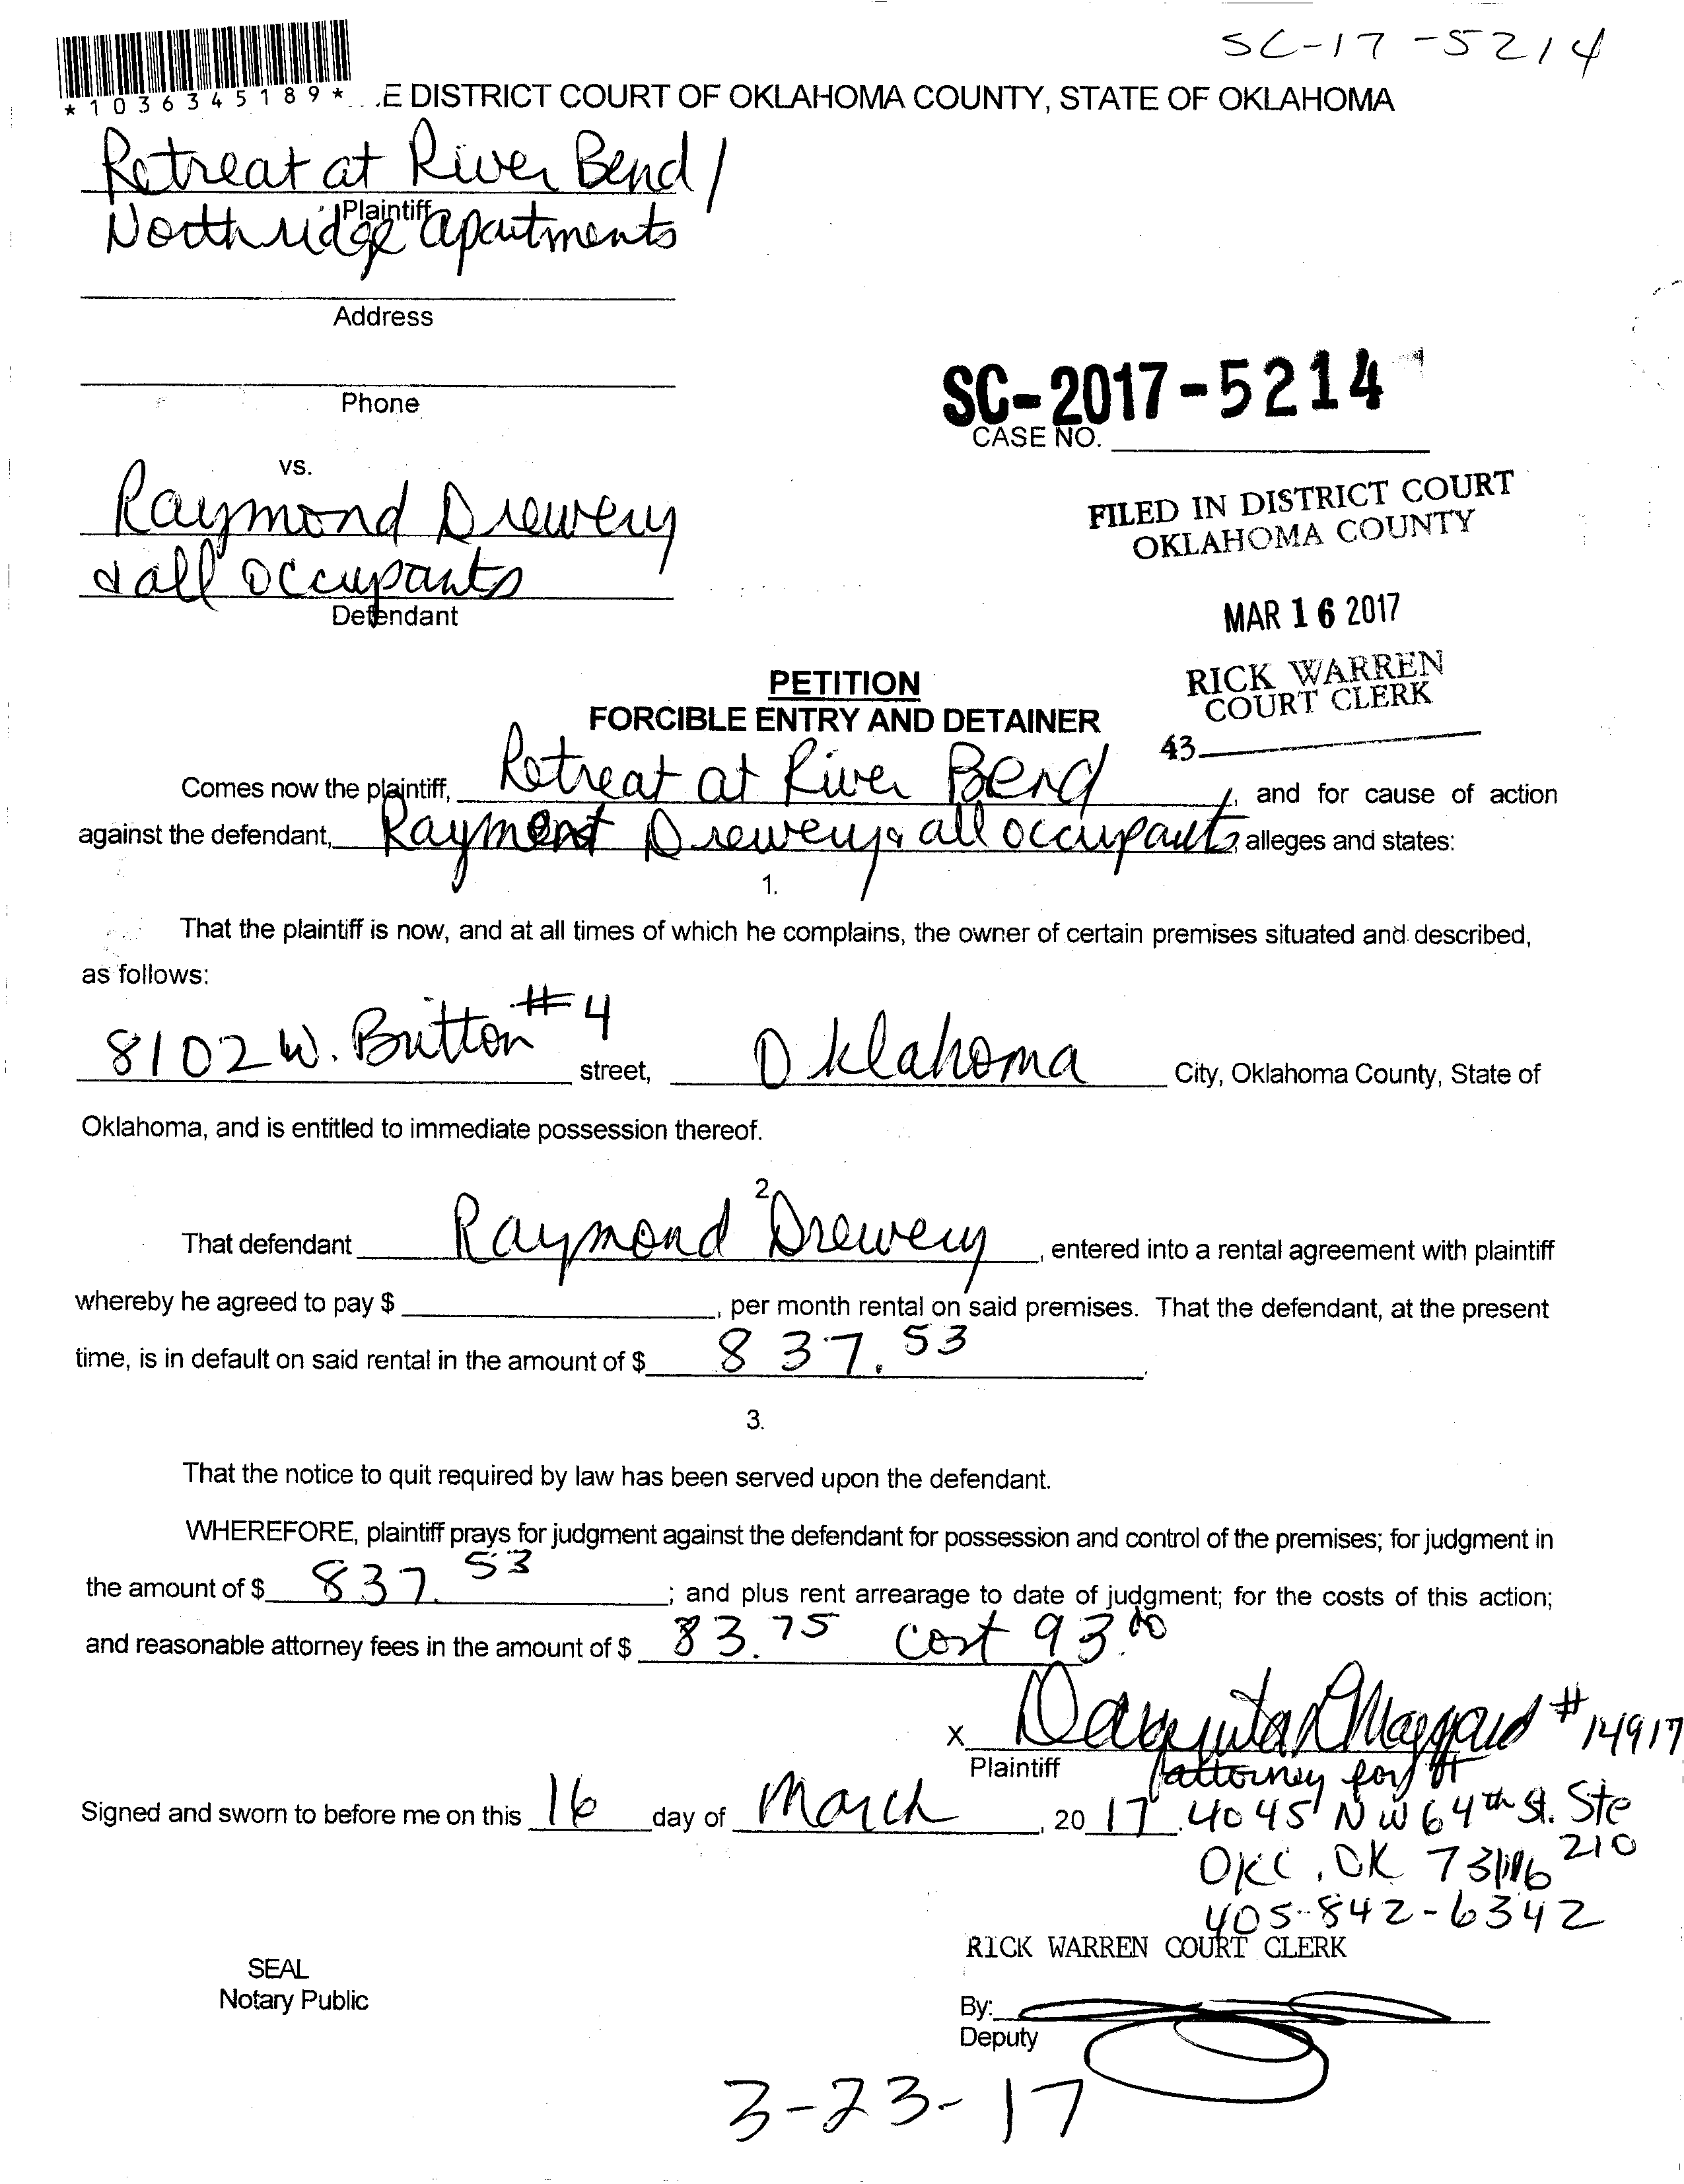 SC-17-5214
*1036345189*
E DISTRICT COURT OF OKLAHOMA COUNTY, STATE OF OKLAHOMA
Retreat at River Bend /
Plaintiff
Northridge apartments
Address
Phone
SC-2017-5214
CASE NO.
vs.
Raymond Drewery
& all occupants
Defendant
FILED IN DISTRICT COURT
OKLAHOMA COUNTY
MAR 16 2017
RICK WARREN
COURT CLERK
43
PETITION
FORCIBLE ENTRY AND DETAINER
Comes now the plaintiff, Retreat at River Bend, and for cause of action
against the defendant, Raymond Drewery & all occupants, alleges and states:
1.
That the plaintiff is now, and at all times of which he complains, the owner of certain premises situated and described,
as follows:
8102 W. Britton #4 street, Oklahoma City, Oklahoma County, State of
Oklahoma, and is entitled to immediate possession thereof.
2.
That defendant Raymond Drewery, entered into a rental agreement with plaintiff
whereby he agreed to pay $ , per month rental on said premises. That the defendant, at the present
time, is in default on said rental in the amount of $ 837.53.
3.
That the notice to quit required by law has been served upon the defendant.
WHEREFORE, plaintiff prays for judgment against the defendant for possession and control of the premises; for judgment in
the amount of $ 837.53 ; and plus rent arrearage to date of judgment; for the costs of this action;
and reasonable attorney fees in the amount of $ 83.75 cost 93.00
X Maggard #14917
Plaintiff attorney for
Signed and sworn to before me on this 16 day of March, 2017. 4045 NW 64th St. Ste
210
OKC, OK 73116
405-842-6342
RICK WARREN COURT CLERK
SEAL
Notary Public
By:
Deputy
3-23-17